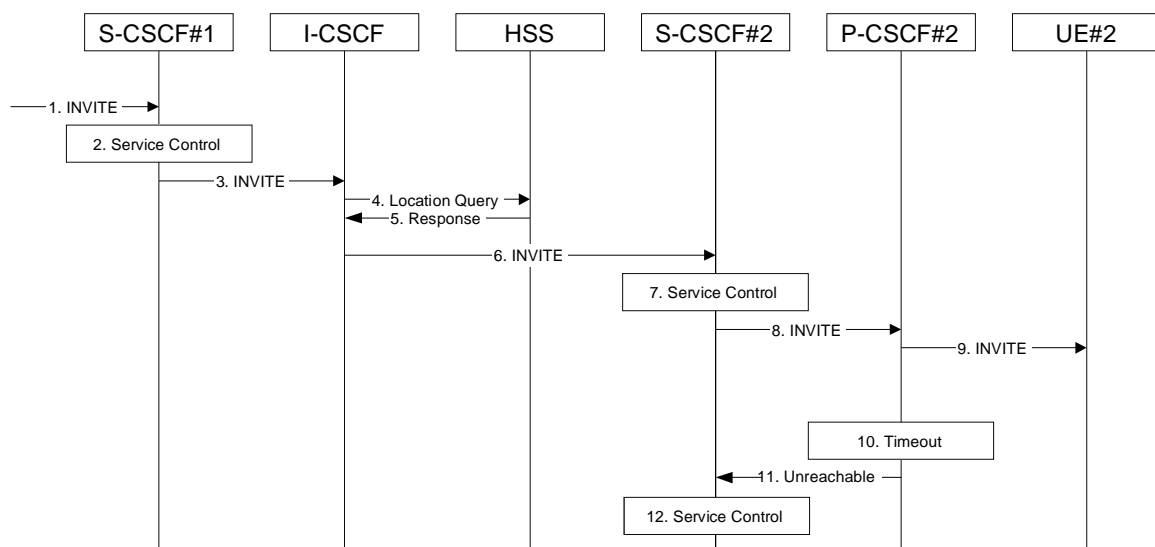 S-CSCF#1
I-CSCF
HSS
S-CSCF#2
P-CSCF#2
UE#2
1. INVITE
2. Service Control
3. INVITE
4. Location Query
5. Response
6. INVITE
7. Service Control
8. INVITE
9. INVITE
10. Timeout
11. Unreachable
12. Service Control